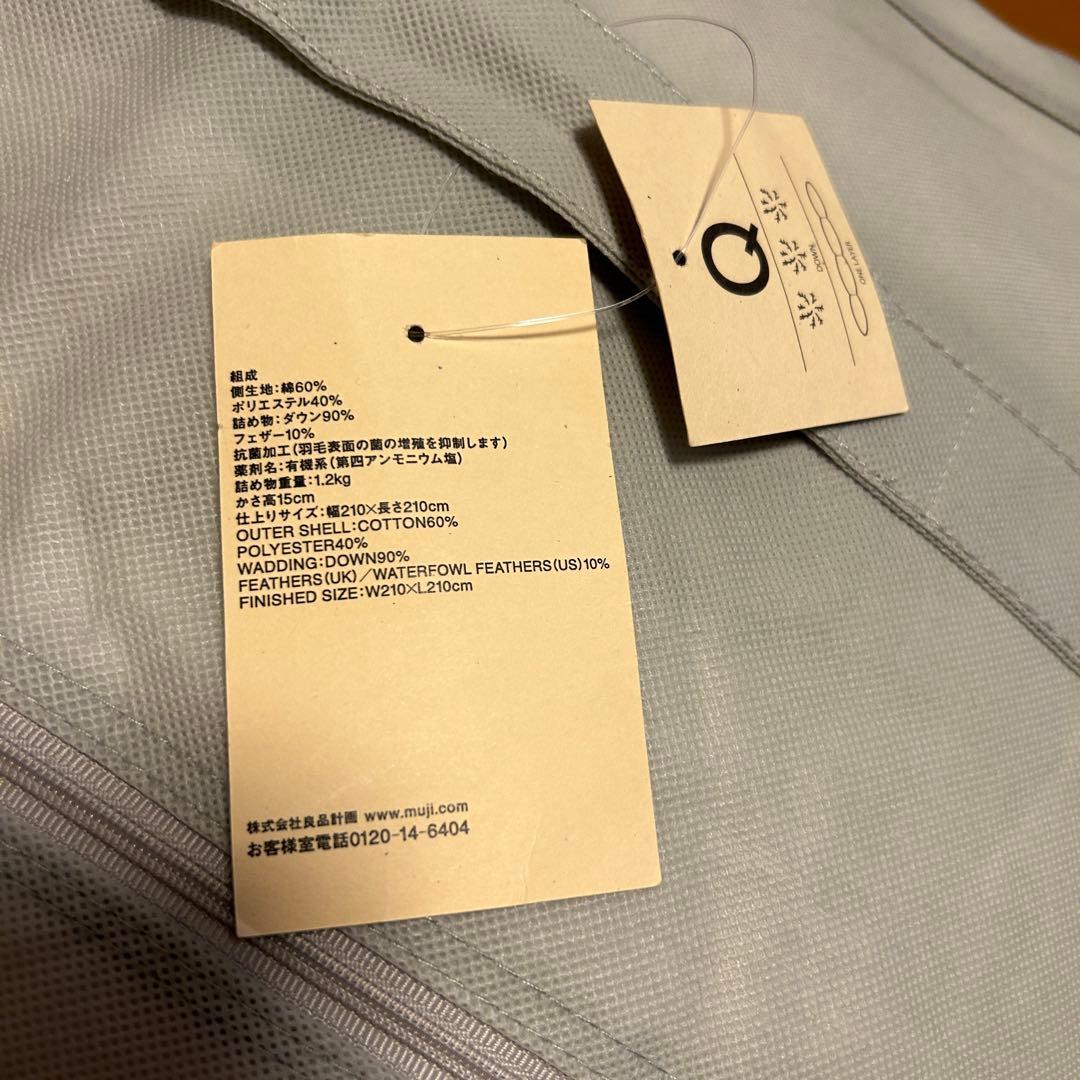 組成
側生地:綿60%
ポリエステル40%
詰め物:ダウン90%
フェザー10%
抗菌加工(羽毛表面の菌の増殖を抑制します)
薬剤名:有機系(第四アンモニウム塩)
詰め物重量:1.2kg
かさ高15cm
仕上りサイズ:幅210×長さ210cm
OUTER SHELL:COTTON60%
POLYESTER40%
WADDING:DOWN90%
FEATHERS(UK)/WATERFOWL FEATHERS(US)10%
FINISHED SIZE:W210×L210cm
株式会社良品計画 www.muji.com
お客様室電話0120-14-6404
Q
DOWN
ONE LAYER